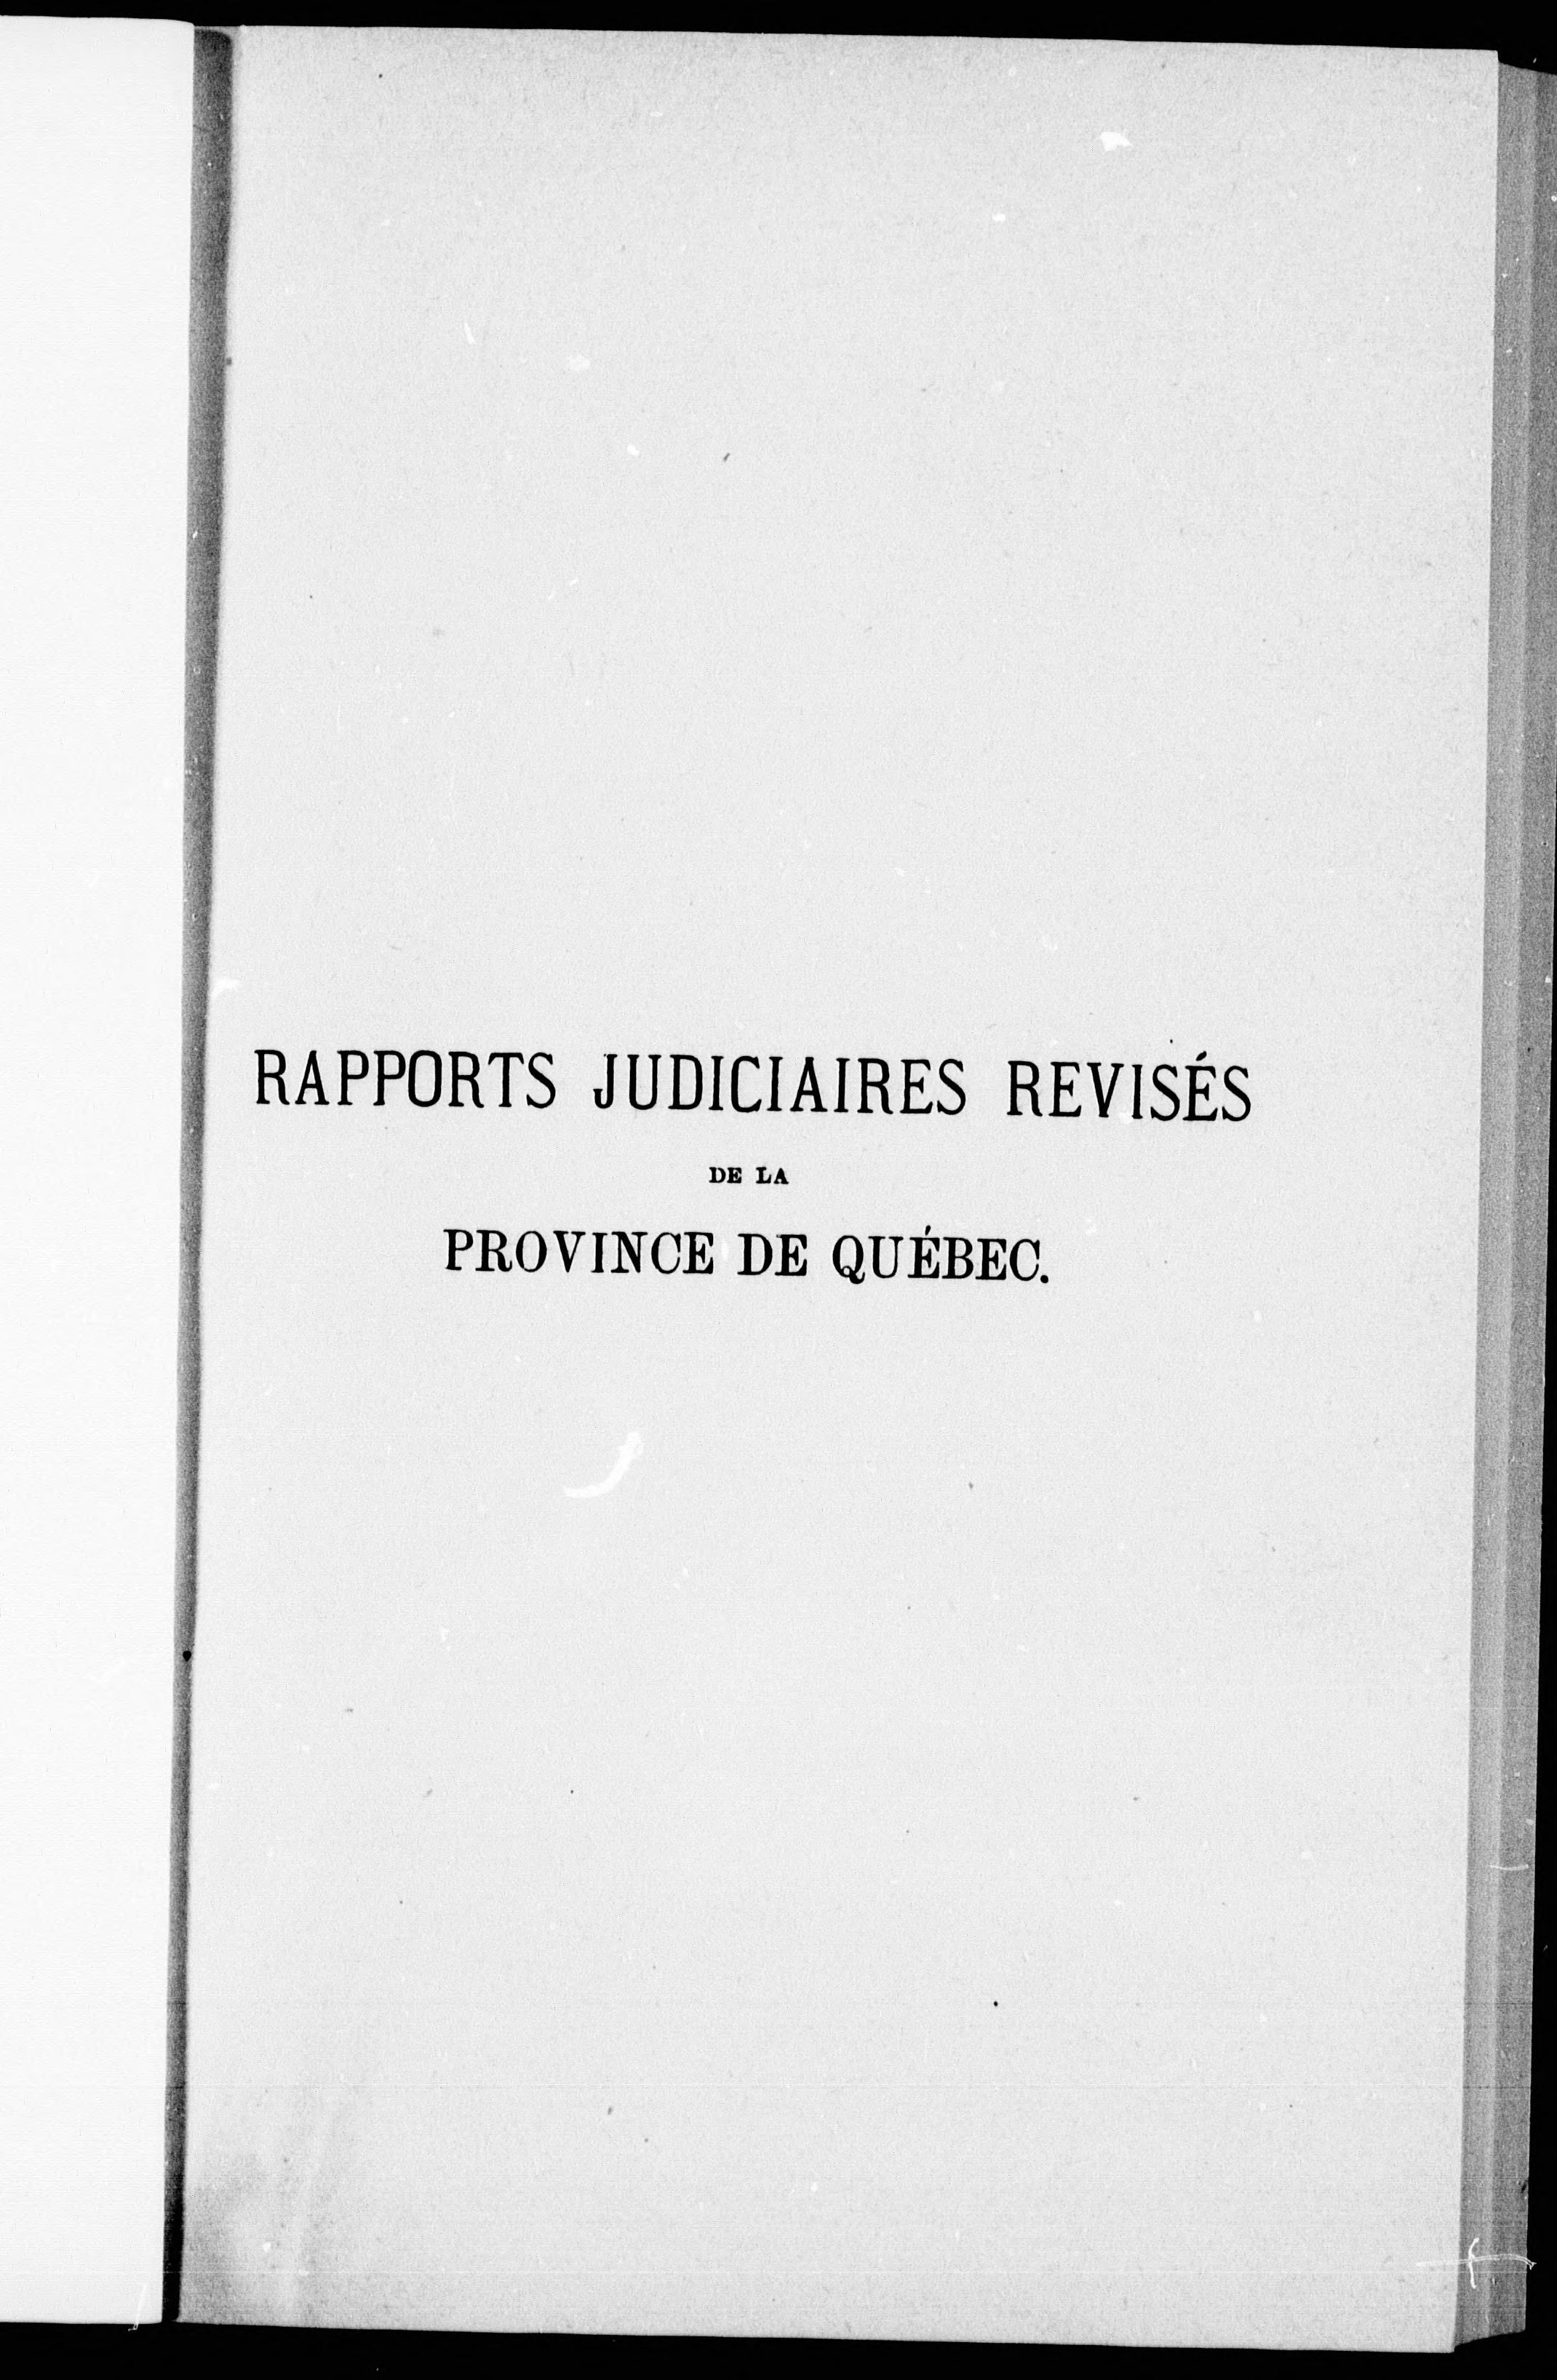 RAPPORTS JUDICIAIRES REVISÉS
DE LA
PROVINCE DE QUÉBEC.